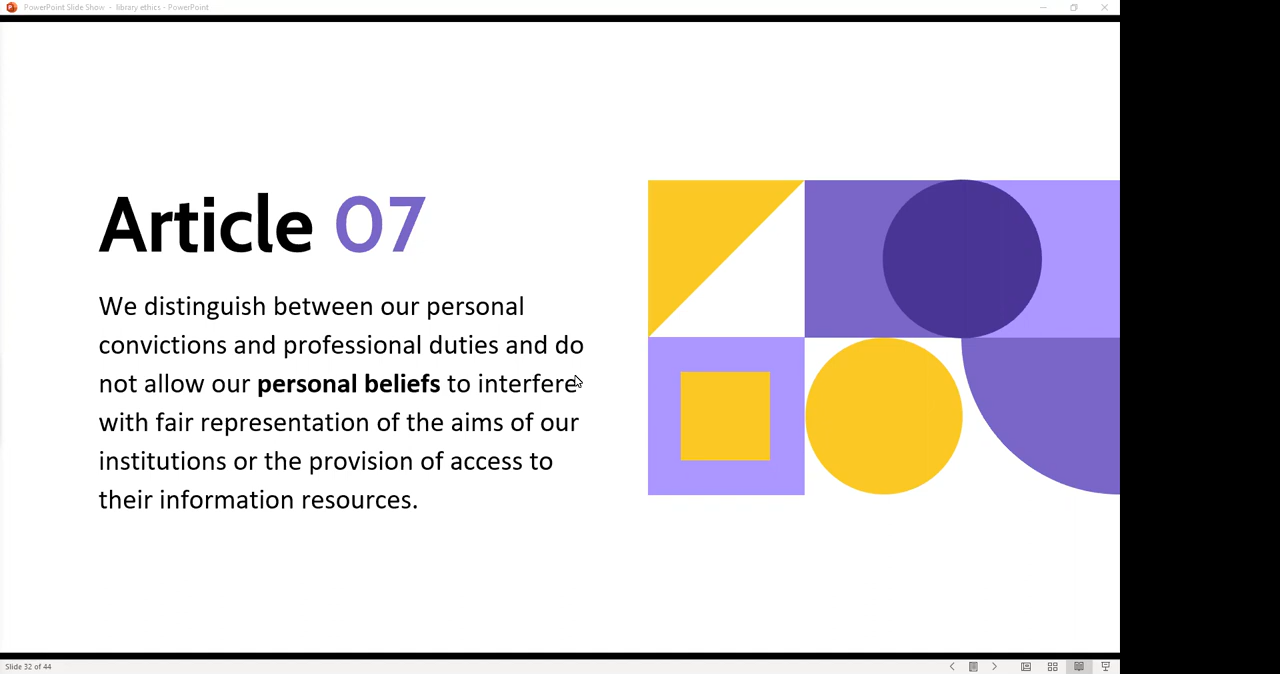 PowerPoint Slide Show - library ethics - PowerPoint
Article 07
We distinguish between our personal
convictions and professional duties and do
not allow our personal beliefs to interfere
with fair representation of the aims of our
institutions or the provision of access to
their information resources.
Slide 32 of 44